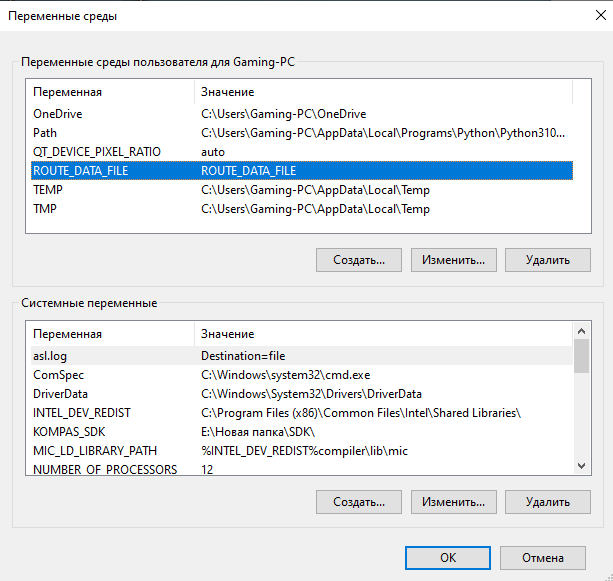 Переменные среды
Переменные среды пользователя для Gaming-PC
Переменная Значение
OneDrive C:\Users\Gaming-PC\OneDrive
Path C:\Users\Gaming-PC\AppData\Local\Programs\Python\Python310...
QT_DEVICE_PIXEL_RATIO auto
ROUTE_DATA_FILE ROUTE_DATA_FILE
TEMP C:\Users\Gaming-PC\AppData\Local\Temp
TMP C:\Users\Gaming-PC\AppData\Local\Temp
Создать... Изменить... Удалить
Системные переменные
Переменная Значение
asl.log Destination=file
ComSpec C:\Windows\system32\cmd.exe
DriverData C:\Windows\System32\Drivers\DriverData
INTEL_DEV_REDIST C:\Program Files (x86)\Common Files\Intel\Shared Libraries\
KOMPAS_SDK E:\Новая папка\SDK\
MIC_LD_LIBRARY_PATH %INTEL_DEV_REDIST%compiler\lib\mic
NUMBER_OF_PROCESSORS 12
Создать... Изменить... Удалить
OK Отмена